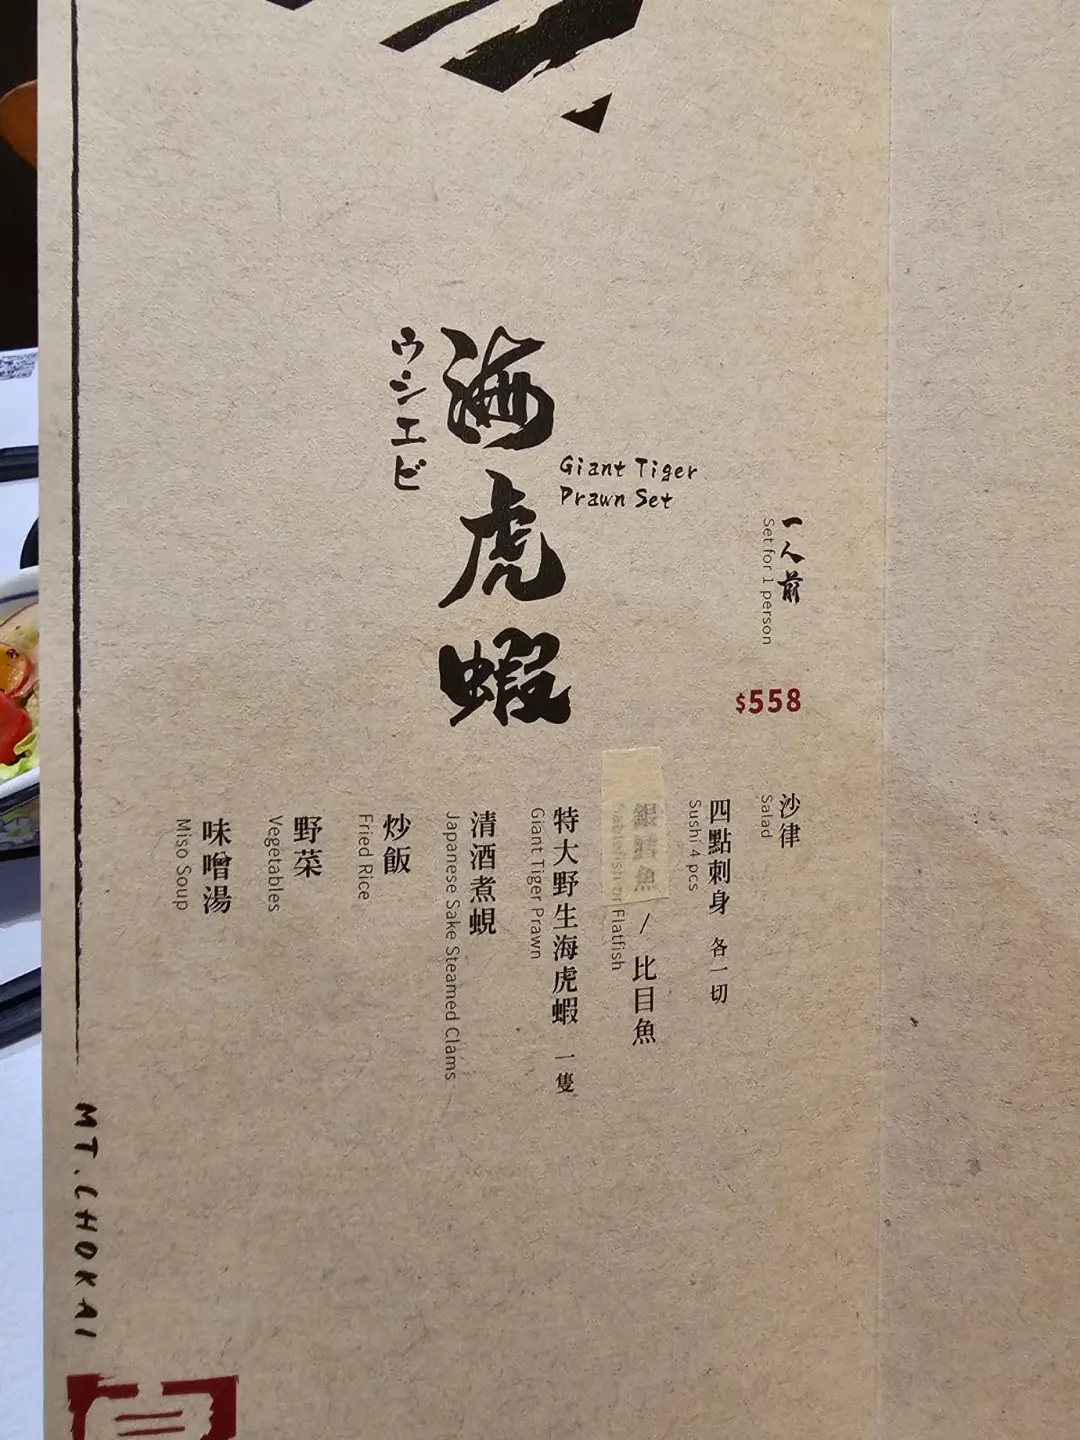 海虎蝦
ウシエビ
Giant Tiger
Prawn Set
一人前
Set for 1 person
$558
沙律
Salad
四點刺身 各一切
Sushi 4 pcs
銀鱈魚 / 比目魚
Sablefish or Flatfish
特大野生海虎蝦 一隻
Giant Tiger Prawn
清酒煮蜆
Japanese Sake Steamed Clams
炒飯
Fried Rice
野菜
Vegetables
味噌湯
Miso Soup
MT.CHOKAI